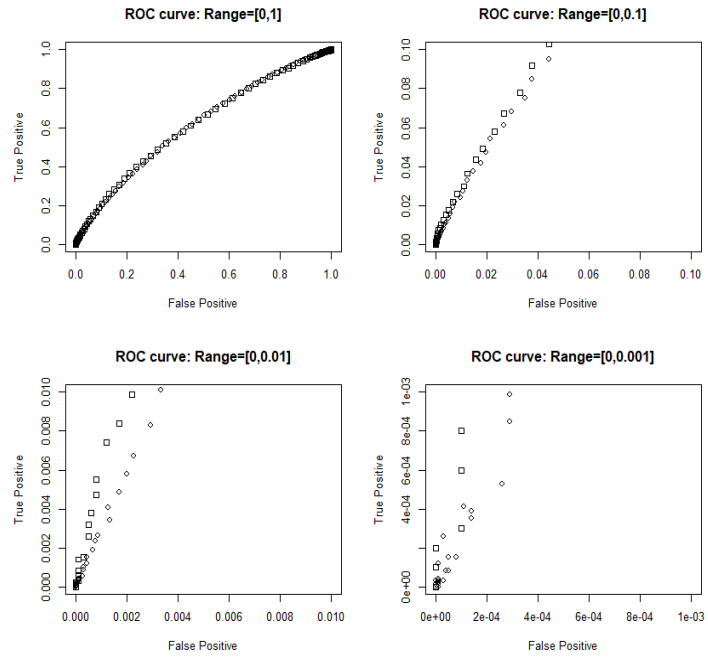 ROC curve: Range=[0,1]
True Positive
0.0 0.2 0.4 0.6 0.8 1.0
0.0 0.2 0.4 0.6 0.8 1.0
False Positive
ROC curve: Range=[0,0.1]
True Positive
0.00 0.02 0.04 0.06 0.08 0.10
0.00 0.02 0.04 0.06 0.08 0.10
False Positive
ROC curve: Range=[0,0.01]
True Positive
0.000 0.002 0.004 0.006 0.008 0.010
0.000 0.002 0.004 0.006 0.008 0.010
False Positive
ROC curve: Range=[0,0.001]
True Positive
0e+00 4e-04 8e-04 1e-03
0e+00 2e-04 4e-04 6e-04 8e-04 1e-03
False Positive